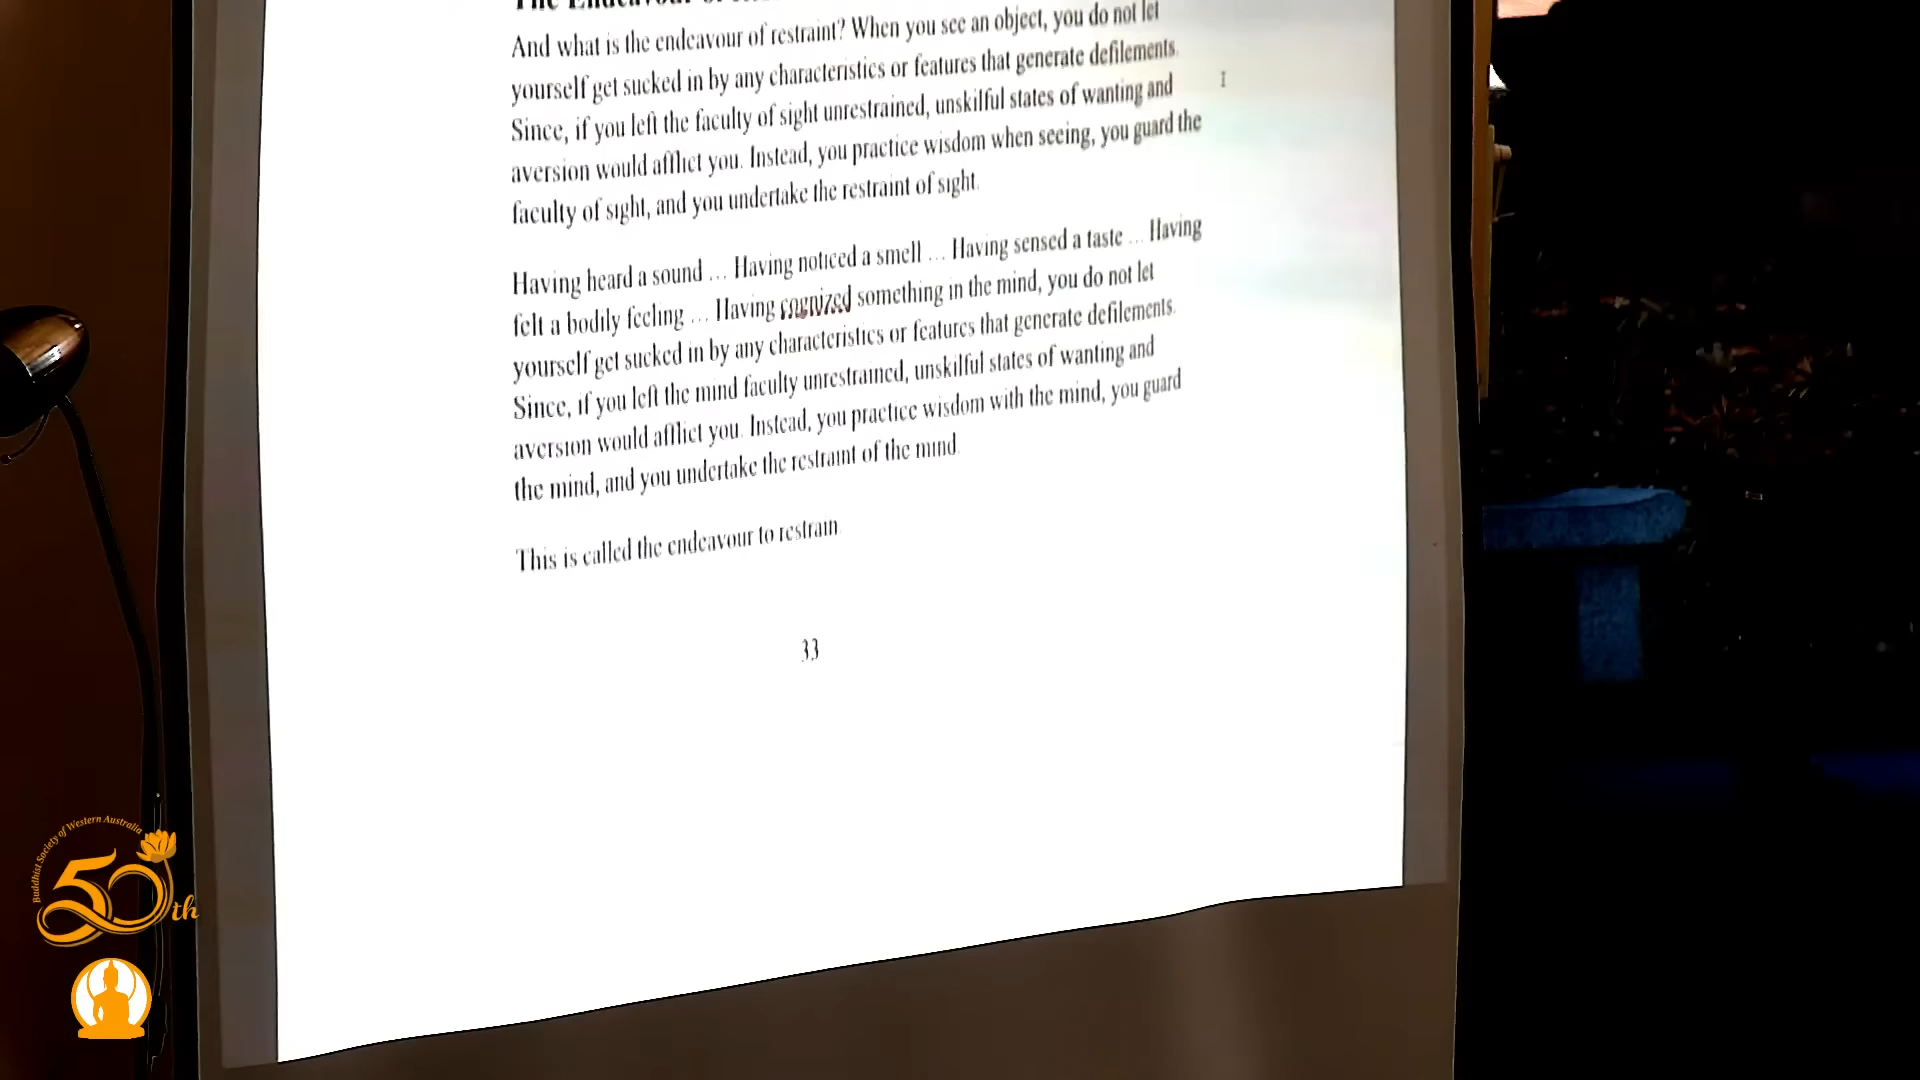 The Endeavour of
And what is the endeavour of restraint? When you see an object, you do not let
yourself get sucked in by any characteristics or features that generate defilements.
Since, if you left the faculty of sight unrestrained, unskilful states of wanting and
aversion would afflict you. Instead, you practice wisdom when seeing, you guard the
faculty of sight, and you undertake the restraint of sight.
Having heard a sound … Having noticed a smell … Having sensed a taste … Having
felt a bodily feeling … Having cognized something in the mind, you do not let
yourself get sucked in by any characteristics or features that generate defilements.
Since, if you left the mind faculty unrestrained, unskilful states of wanting and
aversion would afflict you. Instead, you practice wisdom with the mind, you guard
the mind, and you undertake the restraint of the mind.
This is called the endeavour to restrain.
33
Buddhist Society of Western Australia
50th